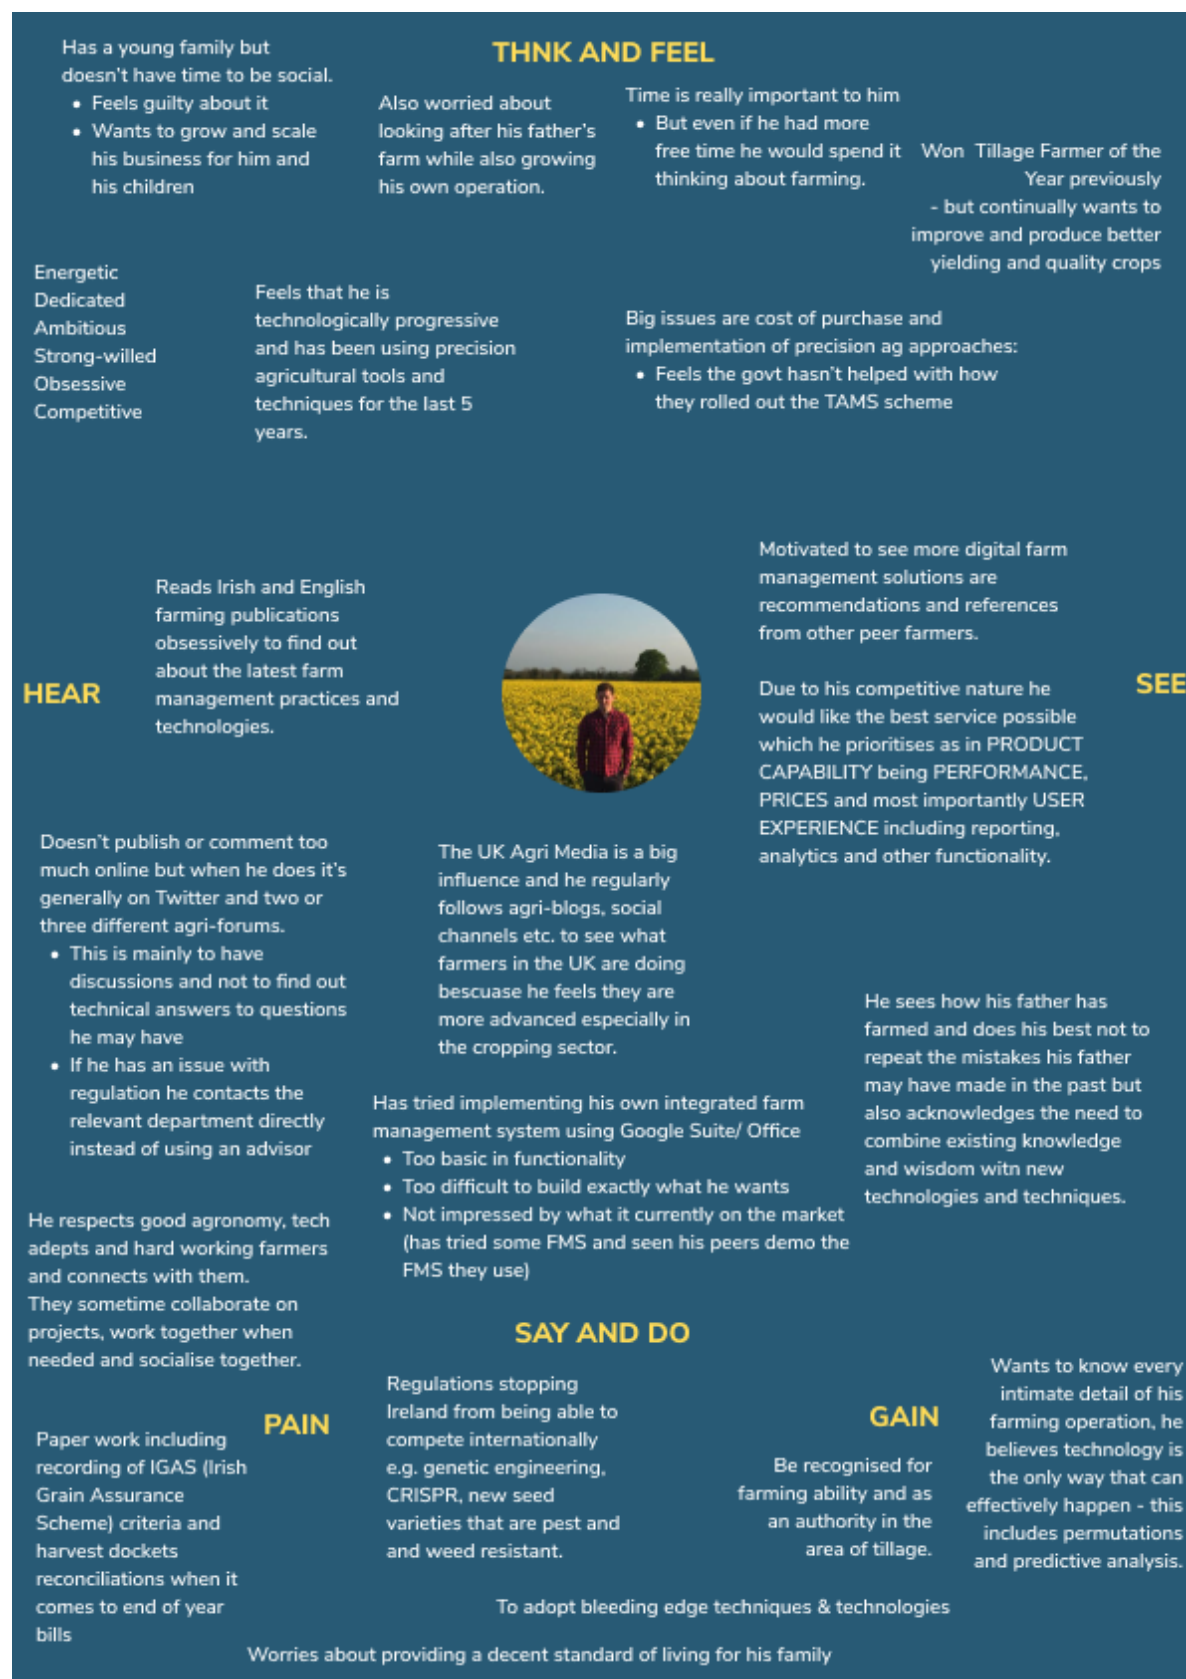 THNK AND FEEL
Has a young family but
doesn't have time to be social.
• Feels guilty about it
• Wants to grow and scale
his business for him and
his children
Also worried about
looking after his father's
farm while also growing
his own operation.
Time is really important to him
• But even if he had more
free time he would spend it
thinking about farming.
Won Tillage Farmer of the
Year previously
- but continually wants to
improve and produce better
yielding and quality crops
Energetic
Dedicated
Ambitious
Strong-willed
Obsessive
Competitive
Feels that he is
technologically progressive
and has been using precision
agricultural tools and
techniques for the last 5
years.
Big issues are cost of purchase and
implementation of precision ag approaches:
• Feels the govt hasn't helped with how
they rolled out the TAMS scheme
HEAR
Reads Irish and English
farming publications
obsessively to find out
about the latest farm
management practices and
technologies.
SEE
Motivated to see more digital farm
management solutions are
recommendations and references
from other peer farmers.
Due to his competitive nature he
would like the best service possible
which he prioritises as in PRODUCT
CAPABILITY being PERFORMANCE,
PRICES and most importantly USER
EXPERIENCE including reporting,
analytics and other functionality.
Doesn't publish or comment too
much online but when he does it's
generally on Twitter and two or
three different agri-forums.
• This is mainly to have
discussions and not to find out
technical answers to questions
he may have
• If he has an issue with
regulation he contacts the
relevant department directly
instead of using an advisor
The UK Agri Media is a big
influence and he regularly
follows agri-blogs, social
channels etc. to see what
farmers in the UK are doing
bescuase he feels they are
more advanced especially in
the cropping sector.
He sees how his father has
farmed and does his best not to
repeat the mistakes his father
may have made in the past but
also acknowledges the need to
combine existing knowledge
and wisdom witn new
technologies and techniques.
Has tried implementing his own integrated farm
management system using Google Suite/ Office
• Too basic in functionality
• Too difficult to build exactly what he wants
• Not impressed by what it currently on the market
(has tried some FMS and seen his peers demo the
FMS they use)
He respects good agronomy, tech
adepts and hard working farmers
and connects with them.
They sometime collaborate on
projects, work together when
needed and socialise together.
SAY AND DO
PAIN
Paper work including
recording of IGAS (Irish
Grain Assurance
Scheme) criteria and
harvest dockets
reconciliations when it
comes to end of year
bills
Regulations stopping
Ireland from being able to
compete internationally
e.g. genetic engineering,
CRISPR, new seed
varieties that are pest and
and weed resistant.
GAIN
Be recognised for
farming ability and as
an authority in the
area of tillage.
Wants to know every
intimate detail of his
farming operation, he
believes technology is
the only way that can
effectively happen - this
includes permutations
and predictive analysis.
To adopt bleeding edge techniques & technologies
Worries about providing a decent standard of living for his family